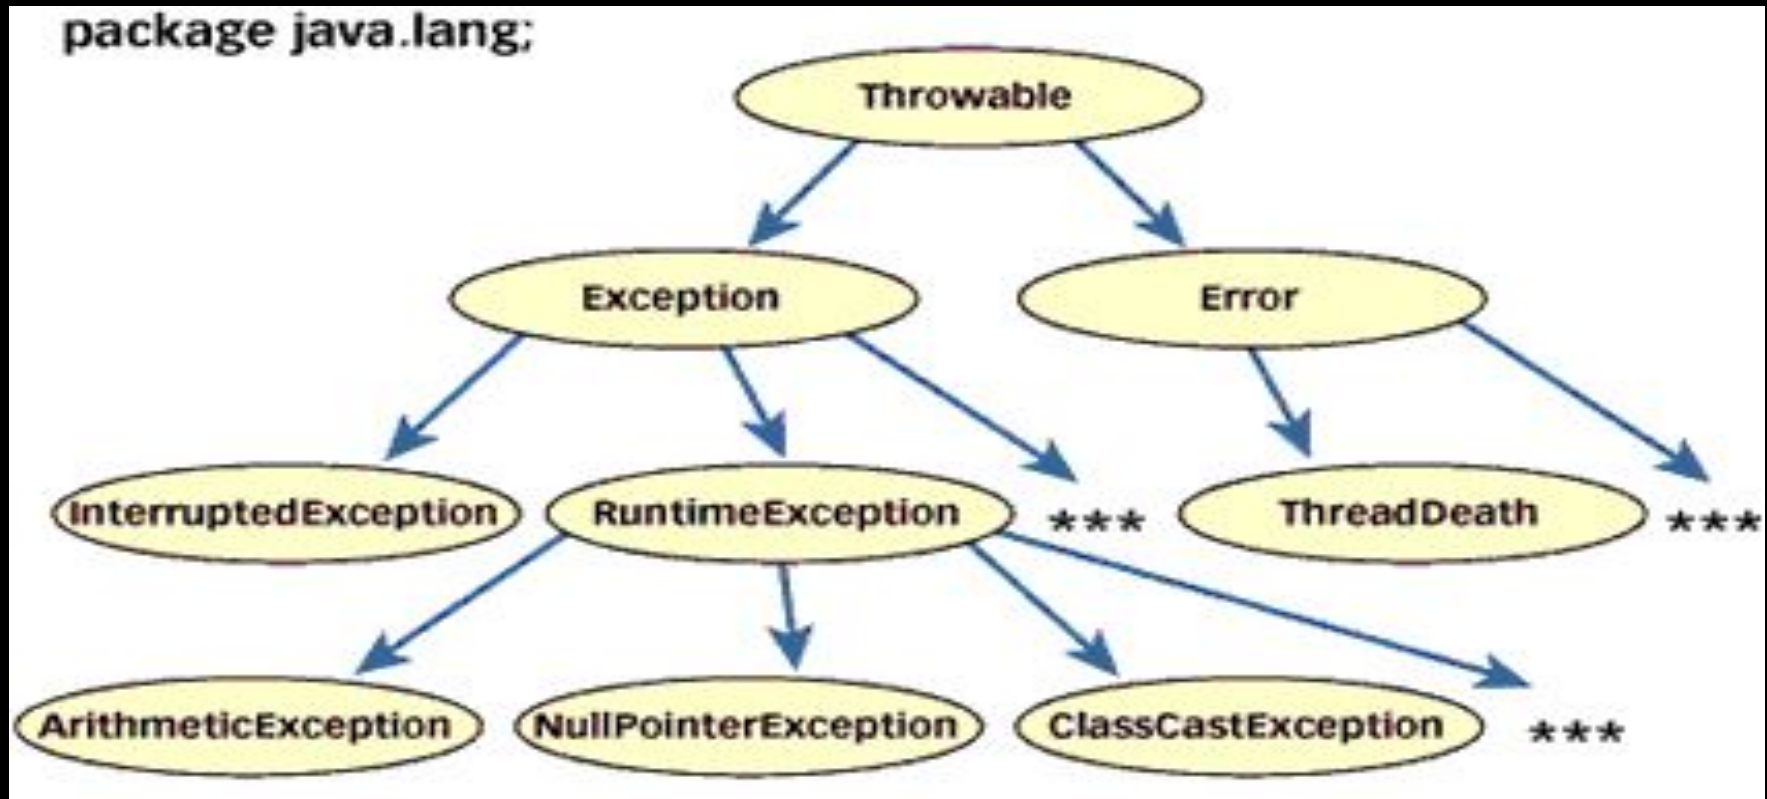 package java.lang;
Throwable
Exception
Error
InterruptedException
RuntimeException
***
ThreadDeath
***
ArithmeticException
NullPointerException
ClassCastException
***